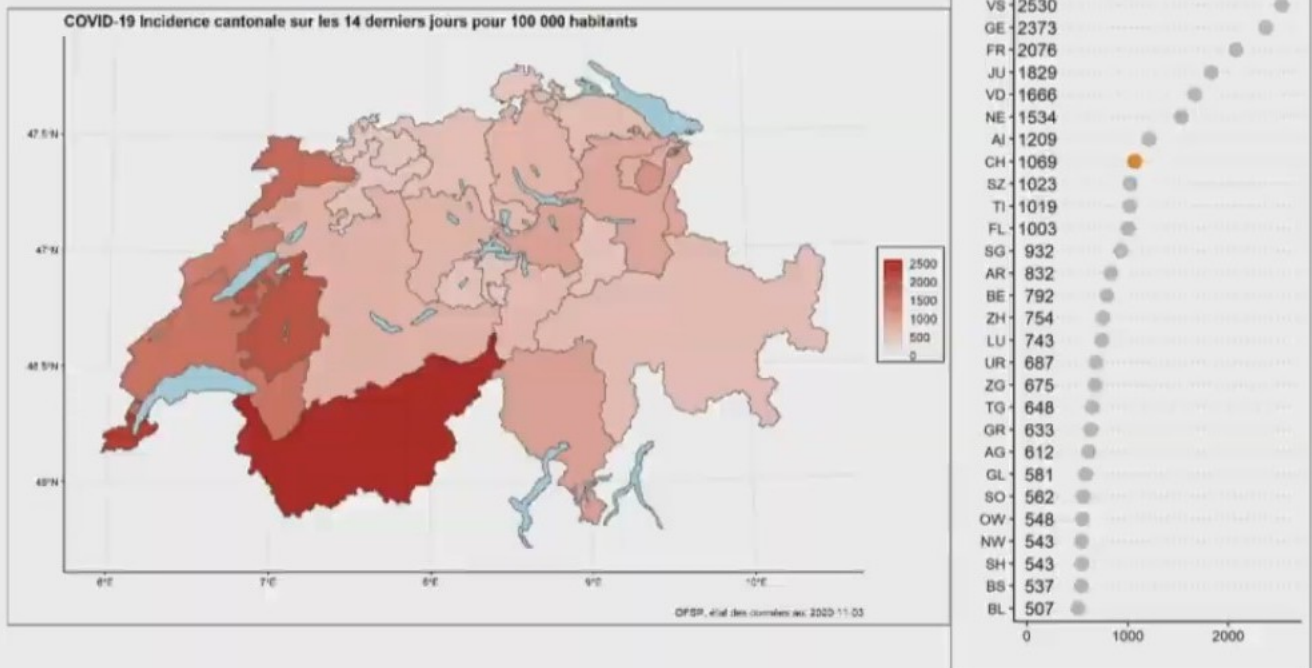 COVID-19 Incidence cantonale sur les 14 derniers jours pour 100 000 habitants
47.5°N
47°N
46.5°N
6°E
7°E
8°E
9°E
10°E
2500
2000
1500
1000
500
0
OFSP, état des données au: 2020-11-03
VS 2530
GE 2373
FR 2076
JU 1829
VD 1666
NE 1534
AI 1209
CH 1069
SZ 1023
TI 1019
FL 1003
SG 932
AR 832
BE 792
ZH 754
LU 743
UR 687
ZG 675
TG 648
GR 633
AG 612
GL 581
SO 562
OW 548
NW 543
SH 543
BS 537
BL 507
0 1000 2000